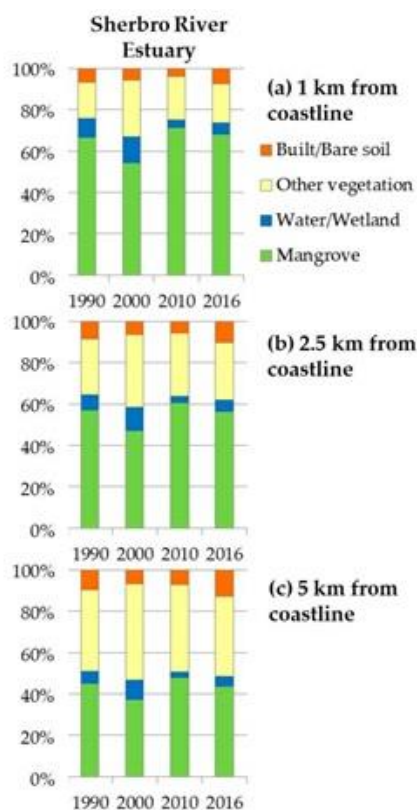 Sherbro River
Estuary
100%
80%
60%
40%
20%
0%
1990 2000 2010 2016
(a) 1 km from
coastline
Built/Bare soil
Other vegetation
Water/Wetland
Mangrove
100%
80%
60%
40%
20%
0%
1990 2000 2010 2016
(b) 2.5 km from
coastline
100%
80%
60%
40%
20%
0%
1990 2000 2010 2016
(c) 5 km from
coastline